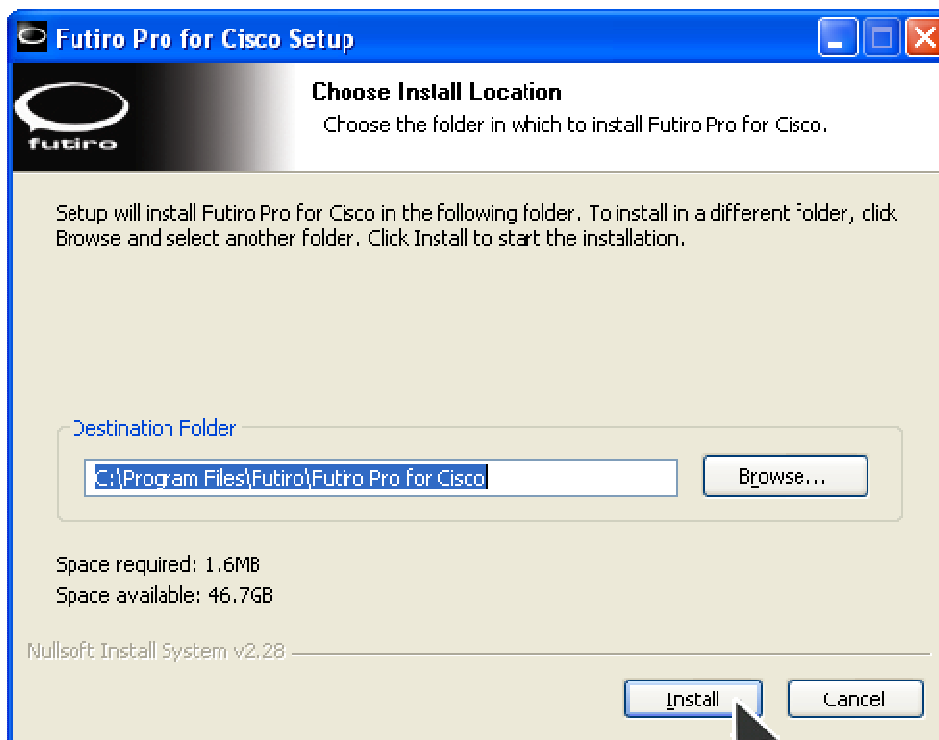 Futiro Pro for Cisco Setup
futiro
Choose Install Location
Choose the folder in which to install Futiro Pro for Cisco.
Setup will install Futiro Pro for Cisco in the following folder. To install in a different folder, click
Browse and select another folder. Click Install to start the installation.
Destination Folder
C:\Program Files\Futiro\Futiro Pro for Cisco
Browse...
Space required: 1.6MB
Space available: 46.7GB
Nullsoft Install System v2.28
Install
Cancel